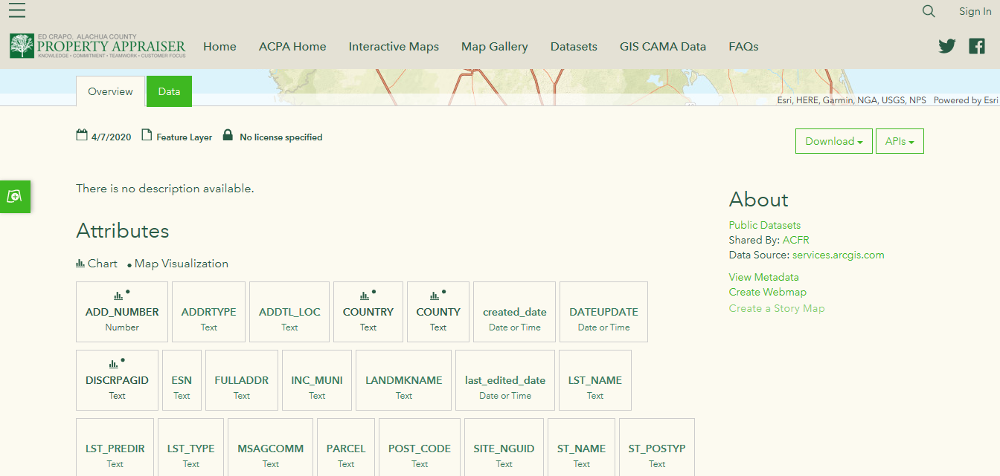 Sign In
ED CRAPO, ALACHUA COUNTY
PROPERTY APPRAISER
KNOWLEDGE • COMMITMENT • TEAMWORK • CUSTOMER FOCUS
Home ACPA Home Interactive Maps Map Gallery Datasets GIS CAMA Data FAQs
Overview Data
Esri, HERE, Garmin, NGA, USGS, NPS Powered by Esri
4/7/2020 Feature Layer No license specified
Download APIs
There is no description available.
Attributes
Chart • Map Visualization
ADD_NUMBER ADDRTYPE ADDTL_LOC COUNTRY COUNTY created_date DATEUPDATE
Number Text Text Text Text Date or Time Date or Time
DISCRPAGID ESN FULLADDR INC_MUNI LANDMKNAME last_edited_date LST_NAME
Text Text Text Text Text Date or Time Text
LST_PREDIR LST_TYPE MSAGCOMM PARCEL POST_CODE SITE_NGUID ST_NAME ST_POSTYP
Text Text Text Text Text Text Text Text
About
Public Datasets
Shared By: ACFR
Data Source: services.arcgis.com
View Metadata
Create Webmap
Create a Story Map